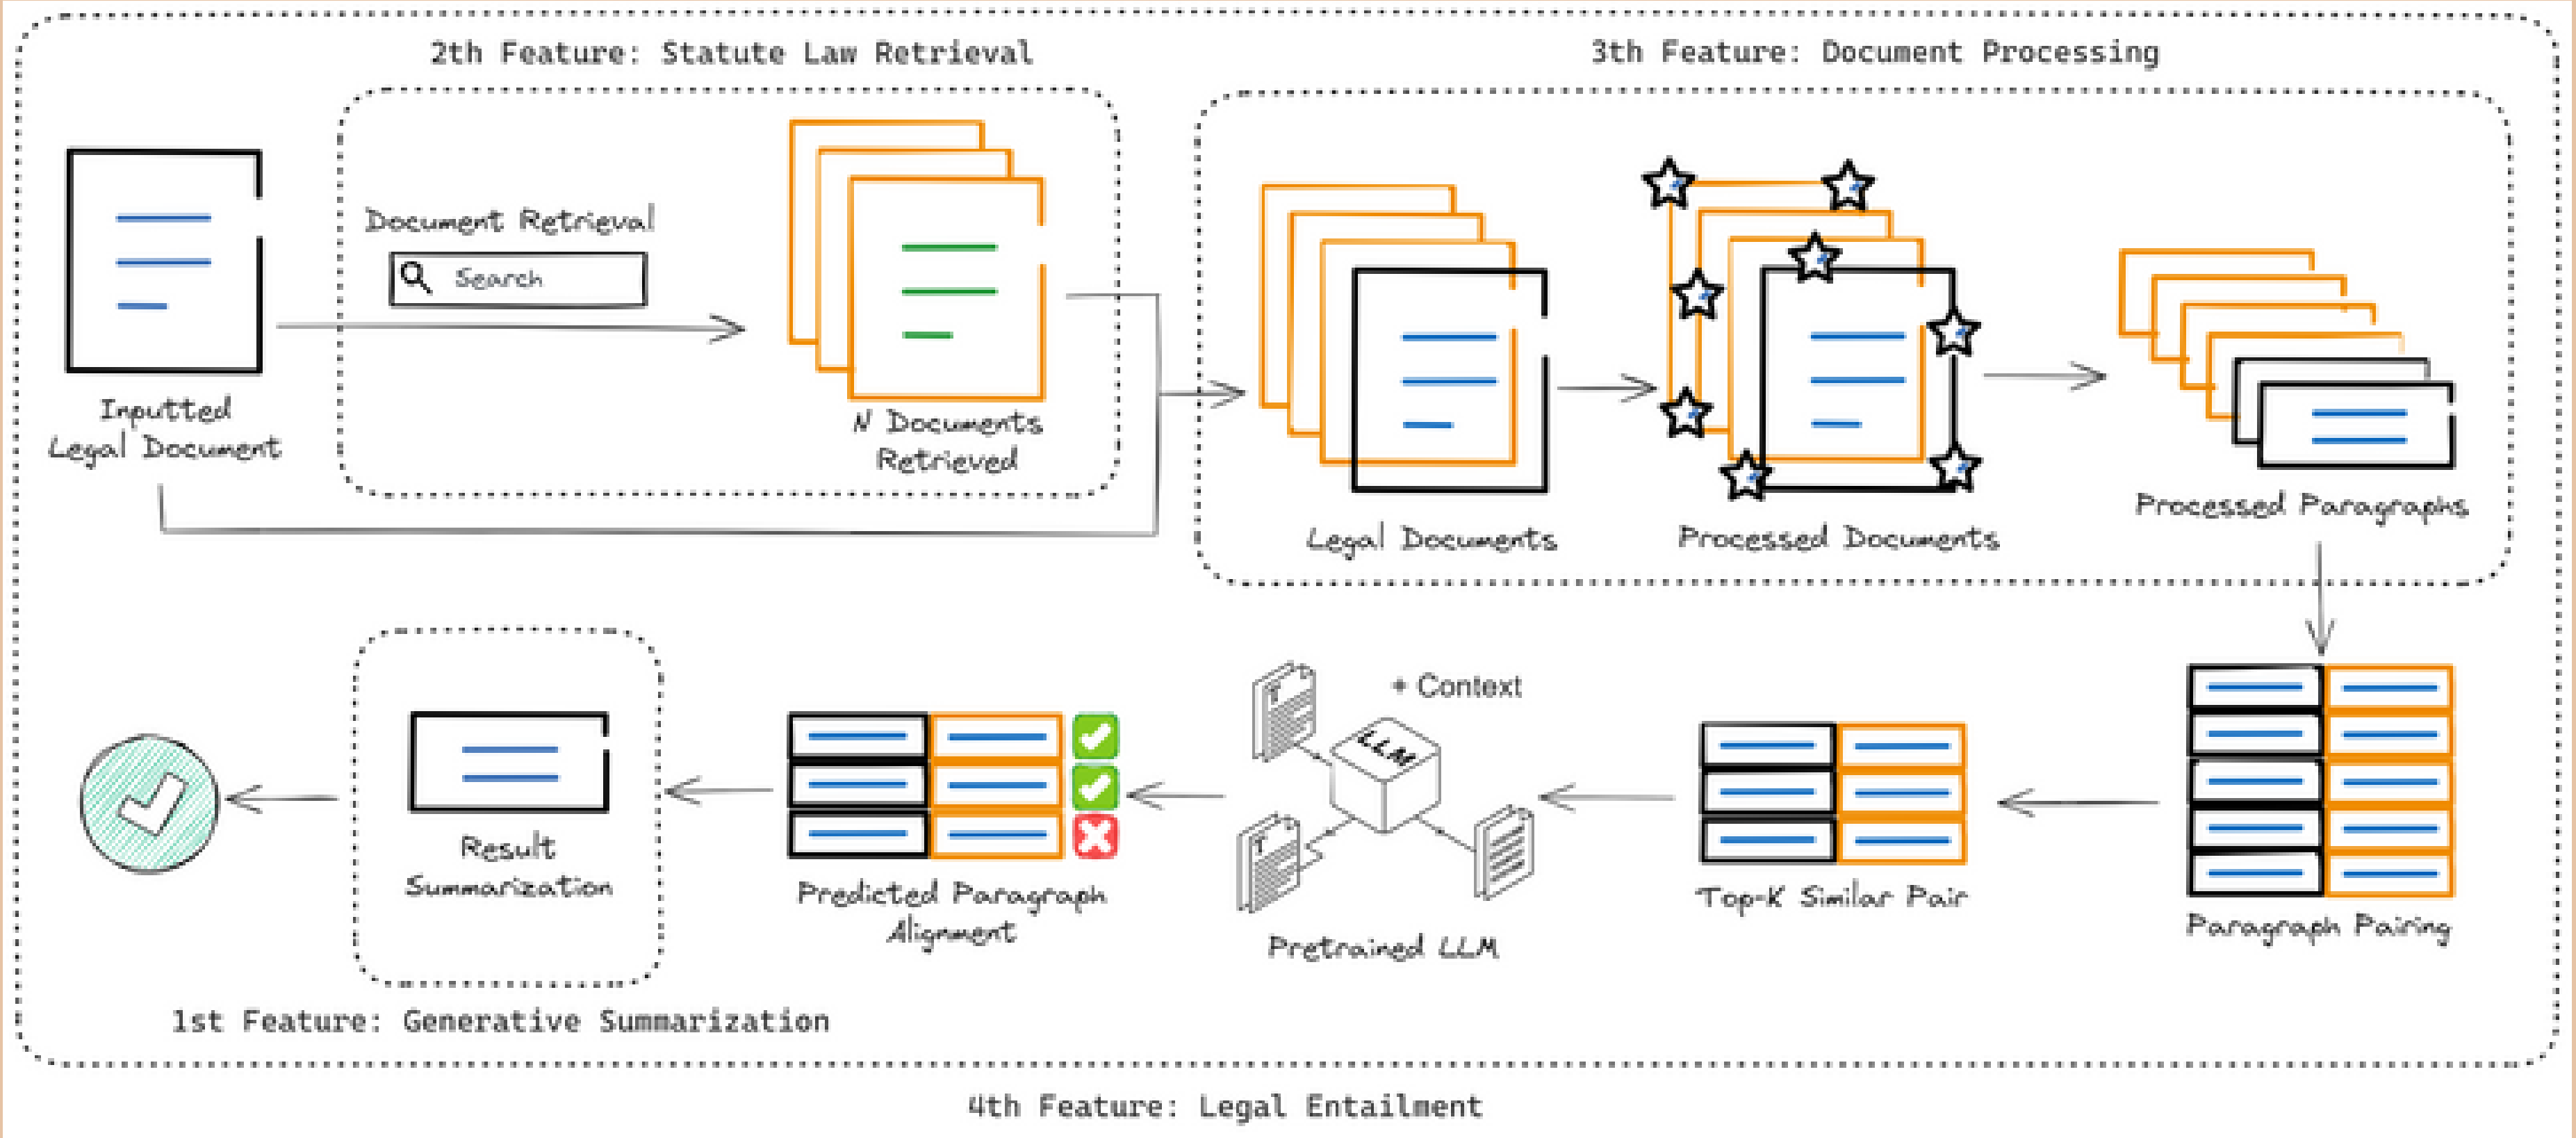 2th Feature: Statute Law Retrieval
3th Feature: Document Processing
Document Retrieval
Search
Inputted
Legal Document
N Documents
Retrieved
Legal Documents
Processed Documents
Processed Paragraphs
+ Context
LLM
T
T
Result
Summarization
Predicted Paragraph
Alignment
Pretrained LLM
Top-K Similar Pair
Paragraph Pairing
1st Feature: Generative Summarization
4th Feature: Legal Entailment